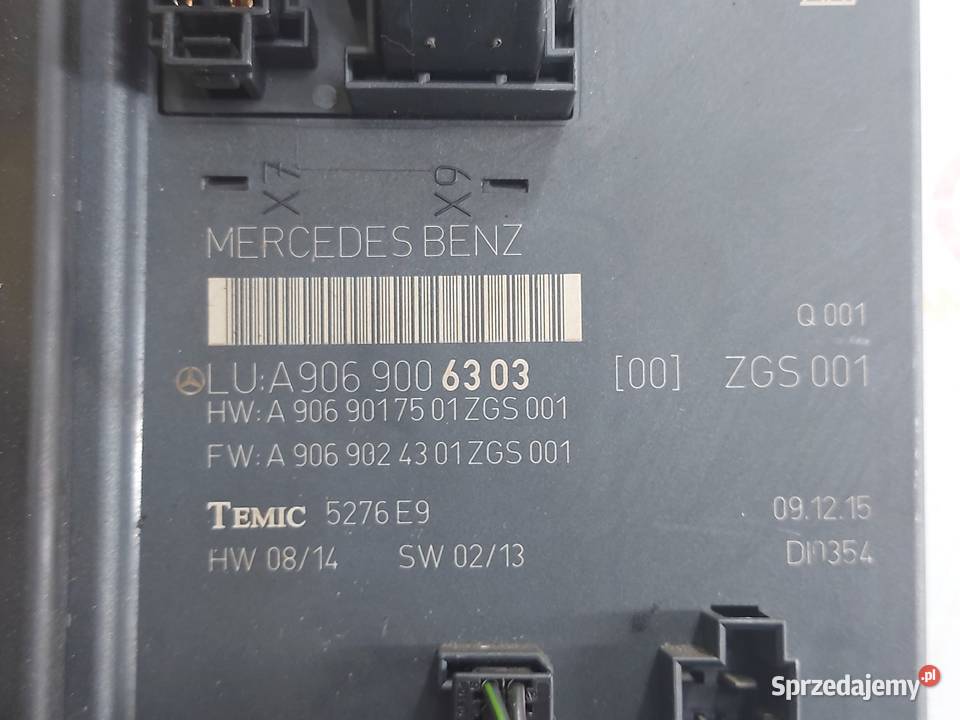 X7 X9
MERCEDES BENZ
Q 001
LU: A 906 900 63 03 [00] ZGS 001
HW: A 906 901 75 01 ZGS 001
FW: A 906 902 43 01 ZGS 001
TEMIC 5276 E9 09.12.15
HW 08/14 SW 02/13 DI0354
Sprzedajemy.pl